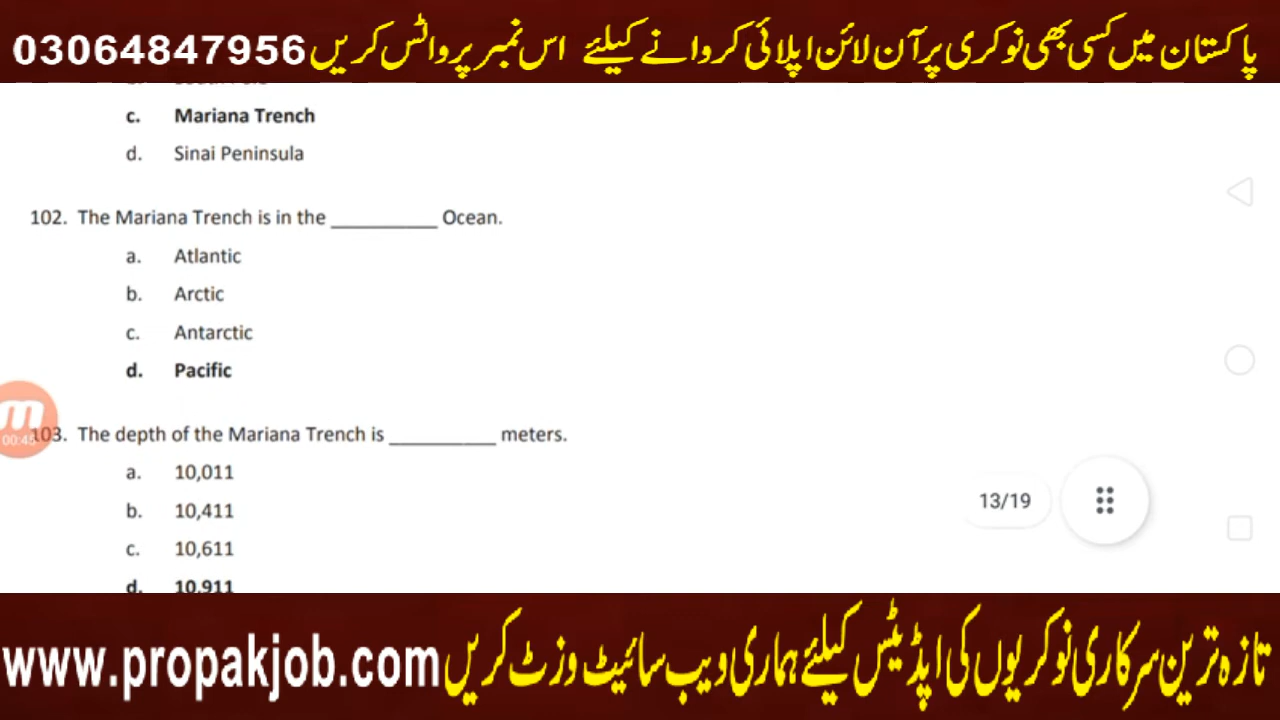 پاکستان میں کسی بھی نوکری پر آن لائن اپلائی کروانے کیلئے اس نمبر پر واٹس کریں 03064847956
c. Mariana Trench
d. Sinai Peninsula
102. The Mariana Trench is in the __________ Ocean.
a. Atlantic
b. Arctic
c. Antarctic
d. Pacific
00:45
103. The depth of the Mariana Trench is __________ meters.
a. 10,011
b. 10,411
13/19
c. 10,611
d. 10,911
تازہ ترین سرکاری نوکریوں کی اپڈیٹس کیلئے ہماری ویب سائیٹ وزٹ کریں www.propakjob.com